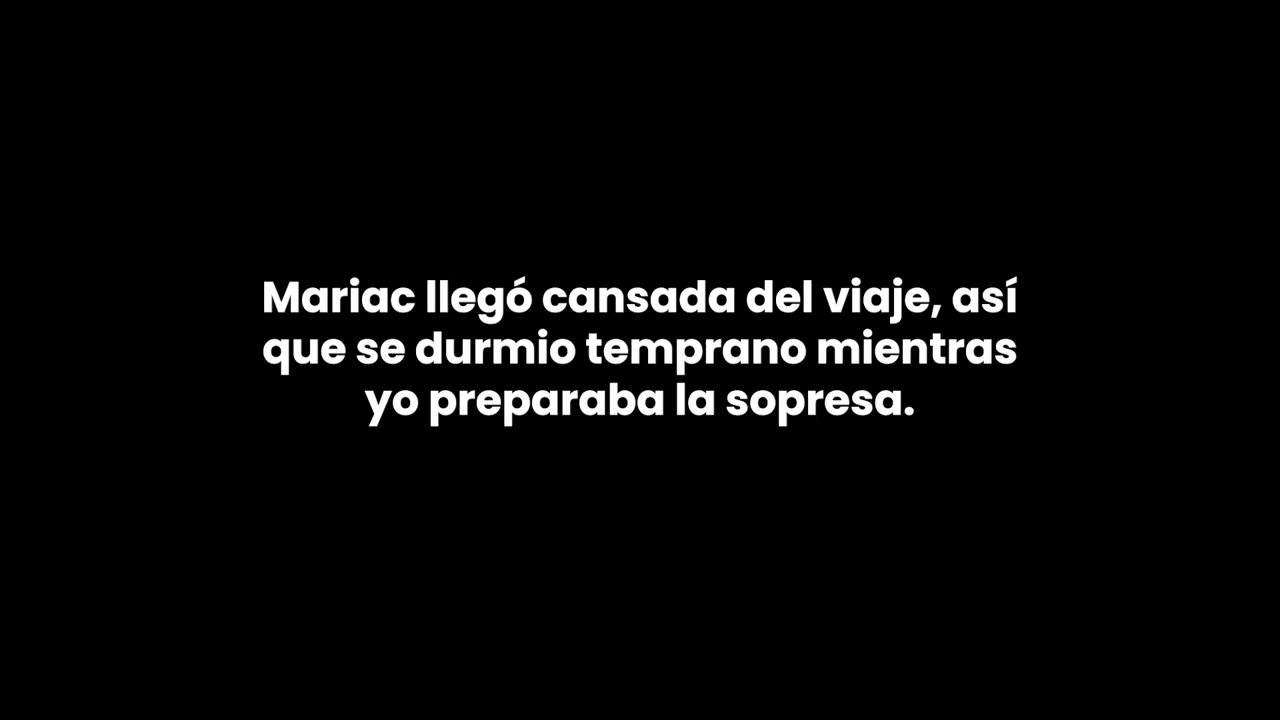 Mariac llegó cansada del viaje, así
que se durmio temprano mientras
yo preparaba la sopresa.